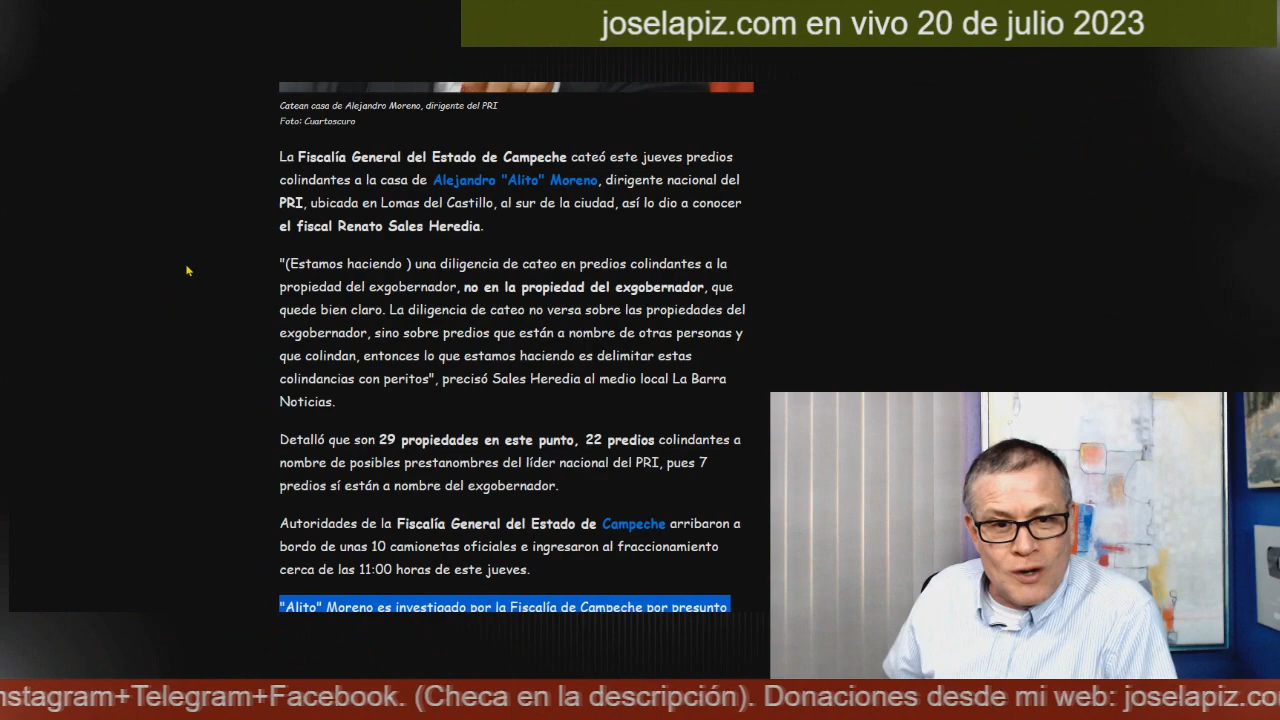 joselapiz.com en vivo 20 de julio 2023
Catean casa de Alejandro Moreno, dirigente del PRI
Foto: Cuartoscuro
La Fiscalía General del Estado de Campeche cateó este jueves predios
colindantes a la casa de Alejandro "Alito" Moreno, dirigente nacional del
PRI, ubicada en Lomas del Castillo, al sur de la ciudad, así lo dio a conocer
el fiscal Renato Sales Heredia.
"(Estamos haciendo ) una diligencia de cateo en predios colindantes a la
propiedad del exgobernador, no en la propiedad del exgobernador, que
quede bien claro. La diligencia de cateo no versa sobre las propiedades del
exgobernador, sino sobre predios que están a nombre de otras personas y
que colindan, entonces lo que estamos haciendo es delimitar estas
colindancias con peritos", precisó Sales Heredia al medio local La Barra
Noticias.
Detalló que son 29 propiedades en este punto, 22 predios colindantes a
nombre de posibles prestanombres del líder nacional del PRI, pues 7
predios sí están a nombre del exgobernador.
Autoridades de la Fiscalía General del Estado de Campeche arribaron a
bordo de unas 10 camionetas oficiales e ingresaron al fraccionamiento
cerca de las 11:00 horas de este jueves.
"Alito" Moreno es investigado por la Fiscalía de Campeche por presunto
nstagram+Telegram+Facebook. (Checa en la descripción). Donaciones desde mi web: joselapiz.co